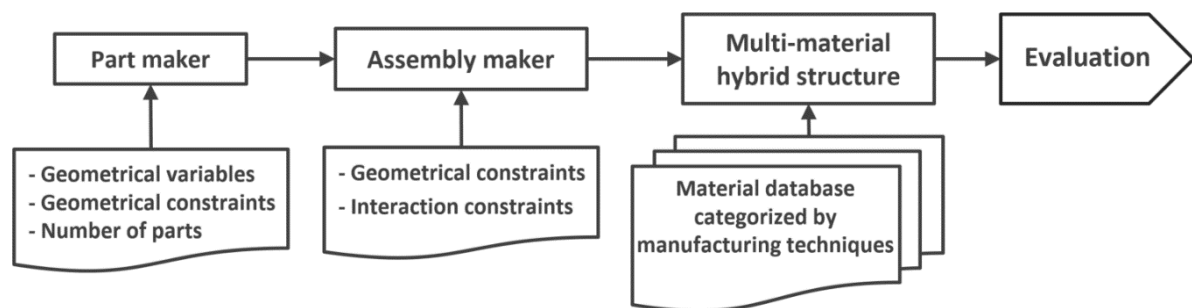 Part maker
Assembly maker
Multi-material
hybrid structure
Evaluation
- Geometrical variables
- Geometrical constraints
- Number of parts
- Geometrical constraints
- Interaction constraints
Material database
categorized by
manufacturing techniques